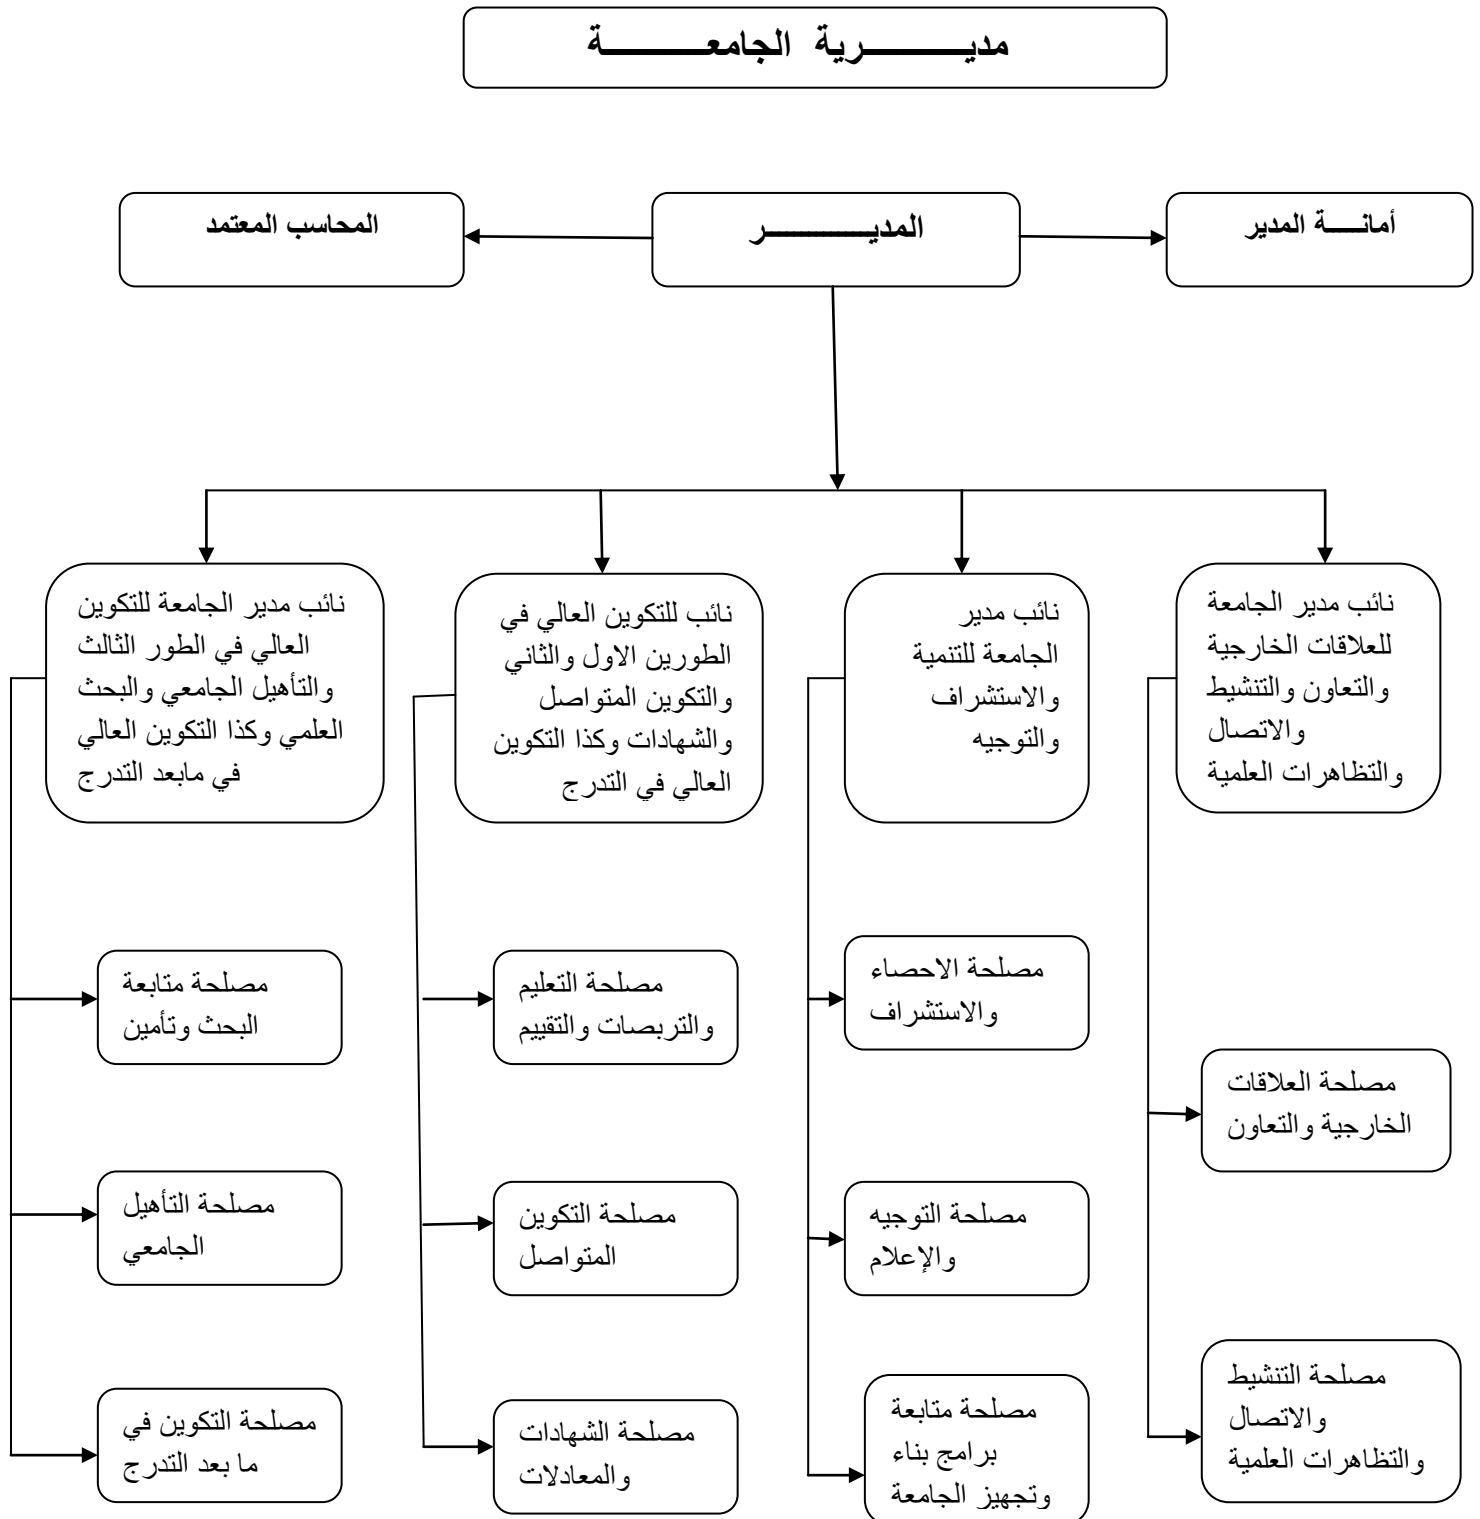 مديـــــــرية الجامعـــــــة
أمانـــة المدير
المديـــــــر
المحاسب المعتمد
نائب مدير الجامعة
للعلاقات الخارجية
والتعاون والتنشيط
والاتصال
والتظاهرات العلمية
نائب مدير
الجامعة للتنمية
والاستشراف
والتوجيه
نائب للتكوين العالي في
الطورين الاول والثاني
والتكوين المتواصل
والشهادات وكذا التكوين
العالي في التدرج
نائب مدير الجامعة للتكوين
العالي في الطور الثالث
والتأهيل الجامعي والبحث
العلمي وكذا التكوين العالي
في مابعد التدرج
مصلحة العلاقات
الخارجية والتعاون
مصلحة التنشيط
والاتصال
والتظاهرات العلمية
مصلحة الاحصاء
والاستشراف
مصلحة التوجيه
والإعلام
مصلحة متابعة
برامج بناء
وتجهيز الجامعة
مصلحة التعليم
والتربصات والتقييم
مصلحة التكوين
المتواصل
مصلحة الشهادات
والمعادلات
مصلحة متابعة
البحث وتأمين
مصلحة التأهيل
الجامعي
مصلحة التكوين في
ما بعد التدرج